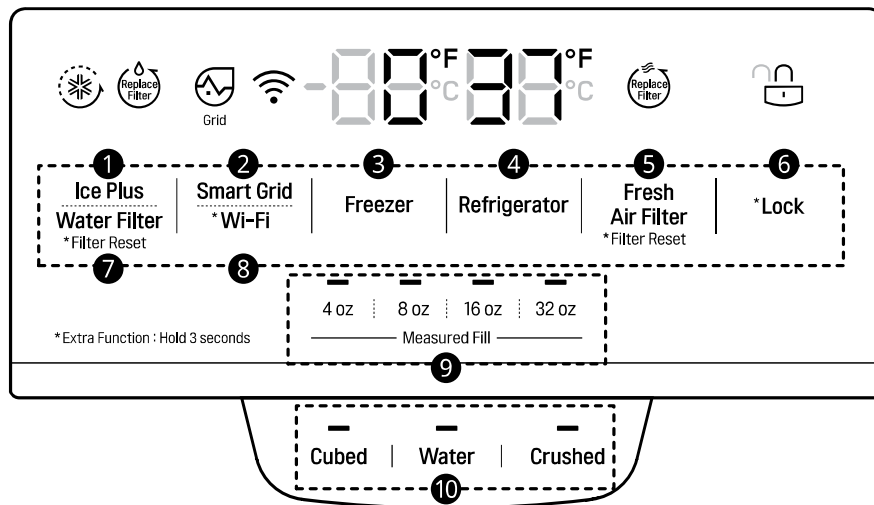 Replace
Filter
Grid
0 °F °C
37 °F °C
Replace
Filter
1 2 3 4 5 6
Ice Plus
Water Filter
*Filter Reset
Smart Grid
*Wi-Fi
Freezer
Refrigerator
Fresh
Air Filter
*Filter Reset
*Lock
7 8
4 oz 8 oz 16 oz 32 oz
*Extra Function : Hold 3 seconds
Measured Fill
9
Cubed Water Crushed
10